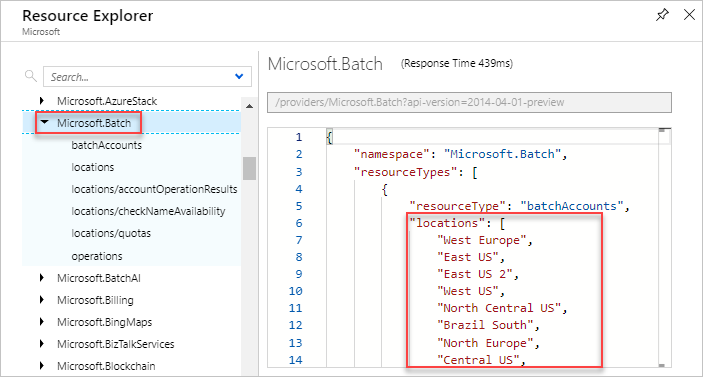 Resource Explorer
Microsoft
Search...
Microsoft.AzureStack
Microsoft.Batch
batchAccounts
locations
locations/accountOperationResults
locations/checkNameAvailability
locations/quotas
operations
Microsoft.BatchAI
Microsoft.Billing
Microsoft.BingMaps
Microsoft.BizTalkServices
Microsoft.Blockchain
Microsoft.Batch (Response Time 439ms)
/providers/Microsoft.Batch?api-version=2014-04-01-preview
1 {
2 "namespace": "Microsoft.Batch",
3 "resourceTypes": [
4 {
5 "resourceType": "batchAccounts",
6 "locations": [
7 "West Europe",
8 "East US",
9 "East US 2",
10 "West US",
11 "North Central US",
12 "Brazil South",
13 "North Europe",
14 "Central US",